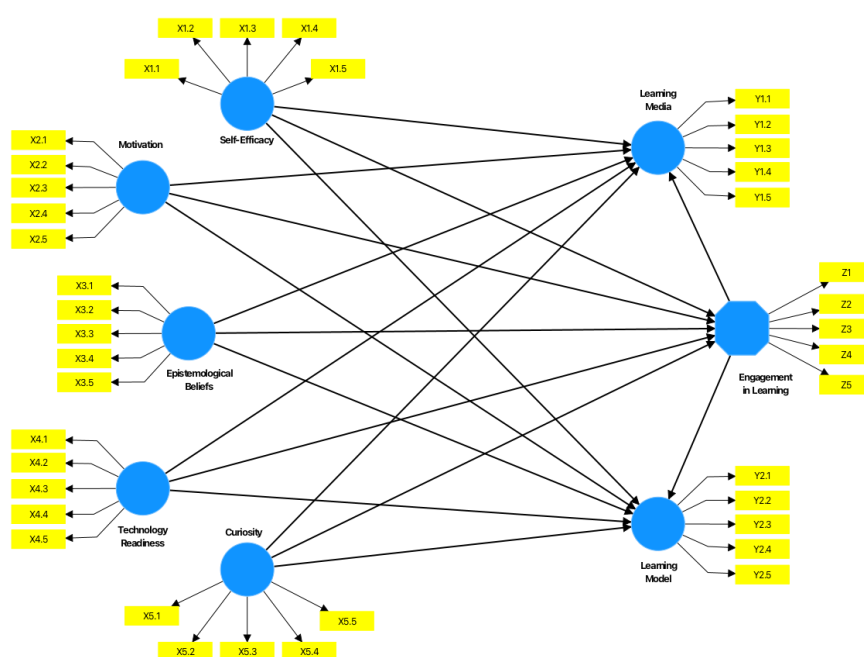 X1.2
X1.3
X1.4
X1.1
X1.5
Self-Efficacy
Motivation
X2.1
X2.2
X2.3
X2.4
X2.5
X3.1
X3.2
X3.3
X3.4
X3.5
Epistemological
Beliefs
X4.1
X4.2
X4.3
X4.4
X4.5
Technology
Readiness
Curiosity
X5.1
X5.2
X5.3
X5.4
X5.5
Learning
Media
Y1.1
Y1.2
Y1.3
Y1.4
Y1.5
Z1
Z2
Z3
Z4
Z5
Engagement
in Learning
Y2.1
Y2.2
Y2.3
Y2.4
Y2.5
Learning
Model